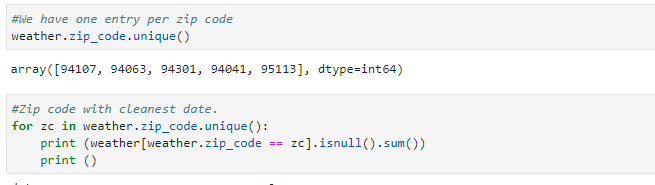 #We have one entry per zip code
weather.zip_code.unique()
array([94107, 94063, 94301, 94041, 95113], dtype=int64)
#Zip code with cleanest date.
for zc in weather.zip_code.unique():
    print (weather[weather.zip_code == zc].isnull().sum())
    print ()